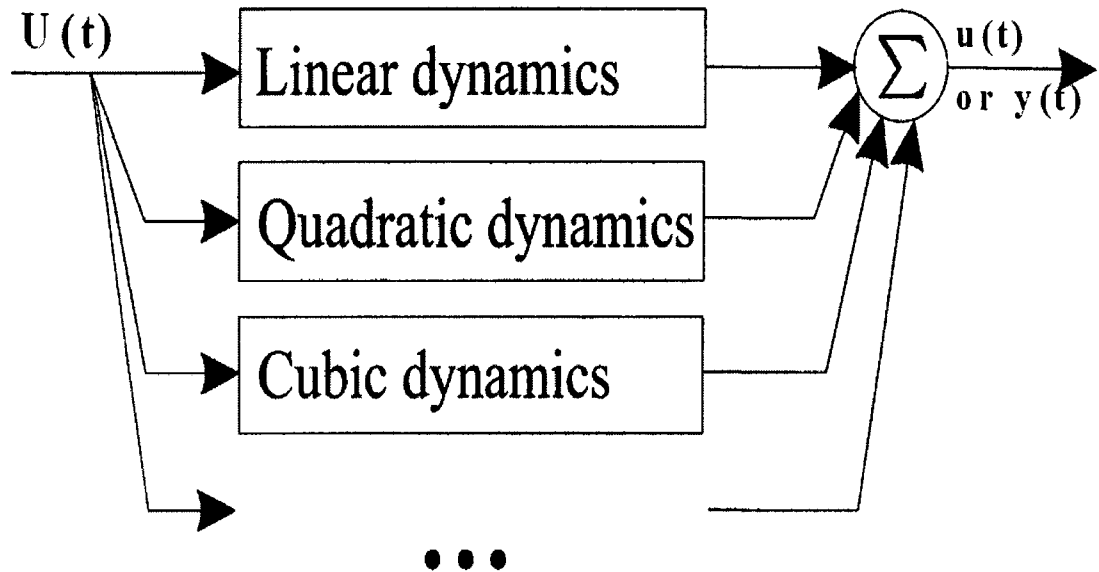 U(t)
Linear dynamics
Σ
u(t)
or y(t)
Quadratic dynamics
Cubic dynamics
...